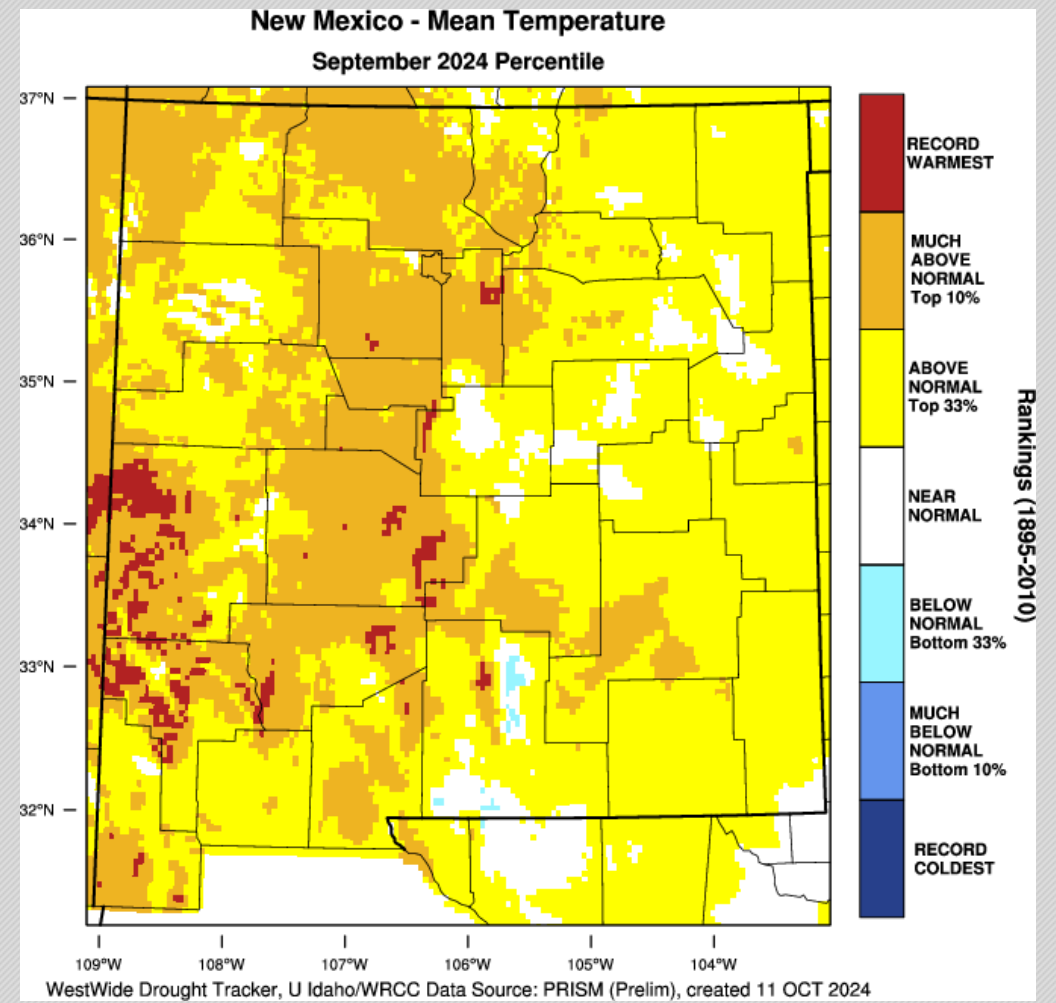 New Mexico - Mean Temperature
September 2024 Percentile
37°N
36°N
35°N
34°N
33°N
32°N
109°W
108°W
107°W
106°W
105°W
104°W
RECORD
WARMEST
MUCH
ABOVE
NORMAL
Top 10%
ABOVE
NORMAL
Top 33%
NEAR
NORMAL
BELOW
NORMAL
Bottom 33%
MUCH
BELOW
NORMAL
Bottom 10%
RECORD
COLDEST
Rankings (1895-2010)
WestWide Drought Tracker, U Idaho/WRCC Data Source: PRISM (Prelim), created 11 OCT 2024